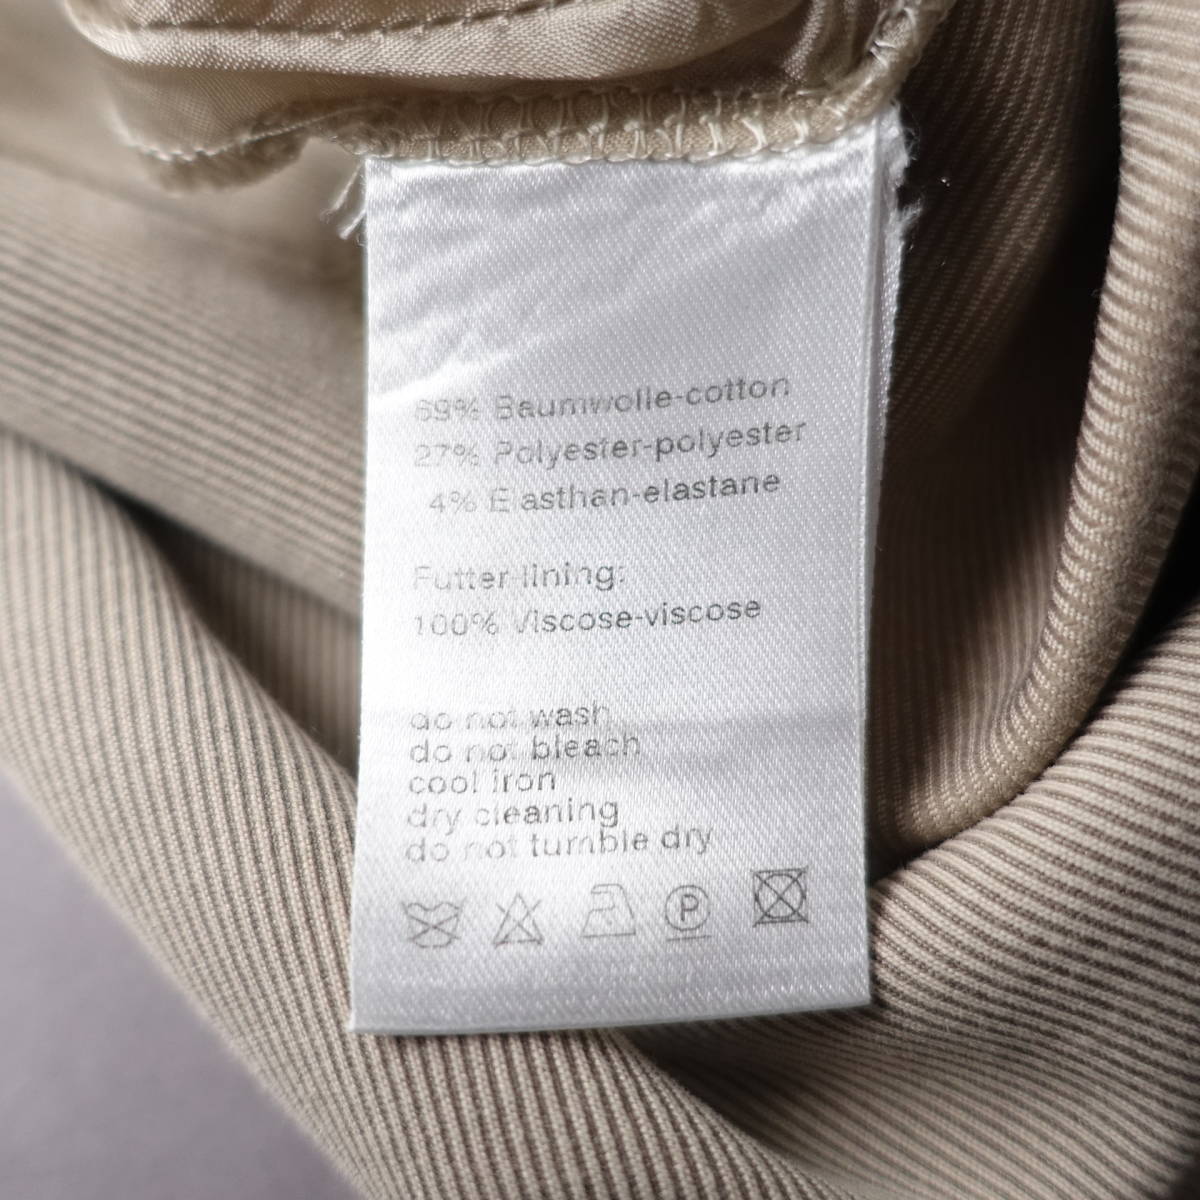 69% Baumwolle-cotton
27% Polyester-polyester
4% Elasthan-elastane
Futter-lining:
100% Viscose-viscose
do not wash
do not bleach
cool iron
dry cleaning
do not tumble dry
P